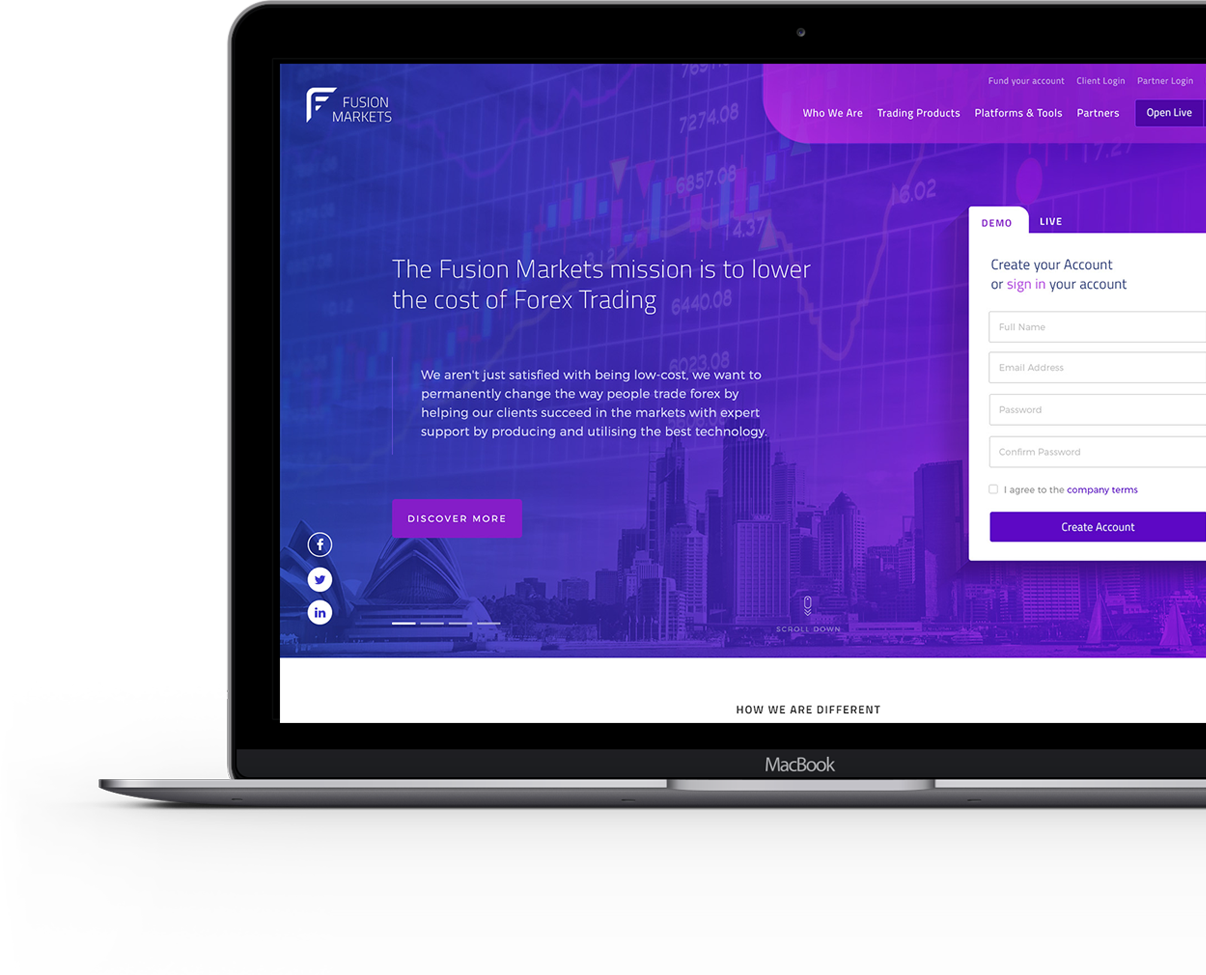 FUSION
MARKETS
Fund your account Client Login Partner Login
Who We Are Trading Products Platforms & Tools Partners Open Live
7274.08
6857.08
16.02
17.27
4.37
DEMO LIVE
The Fusion Markets mission is to lower
the cost of Forex Trading
6440.08
6023.08
Create your Account
or sign in your account
Full Name
Email Address
Password
Confirm Password
I agree to the company terms
Create Account
We aren't just satisfied with being low-cost, we want to
permanently change the way people trade forex by
helping our clients succeed in the markets with expert
support by producing and utilising the best technology.
DISCOVER MORE
in
SCROLL DOWN
HOW WE ARE DIFFERENT
MacBook